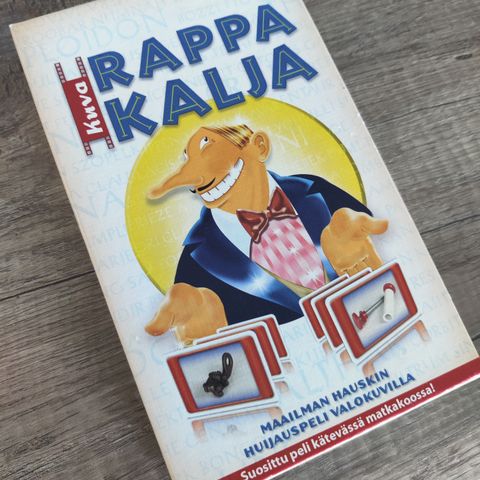 Kuva
RAPPA
KALJA
MAAILMAN HAUSKIN
HUIJAUSPELI VALOKUVILLA
Suosittu peli kätevässä matkakoossa!